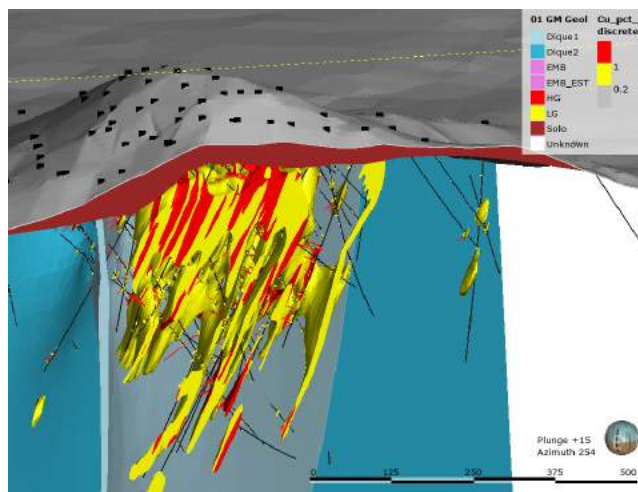 01 GM Geol
Dique1
Dique2
EMB
EMB_EST
HG
LG
Solo
Unknown
Cu_pct_
discrete
1
0.2
Plunge +15
Azimuth 254
0 125 250 375 500